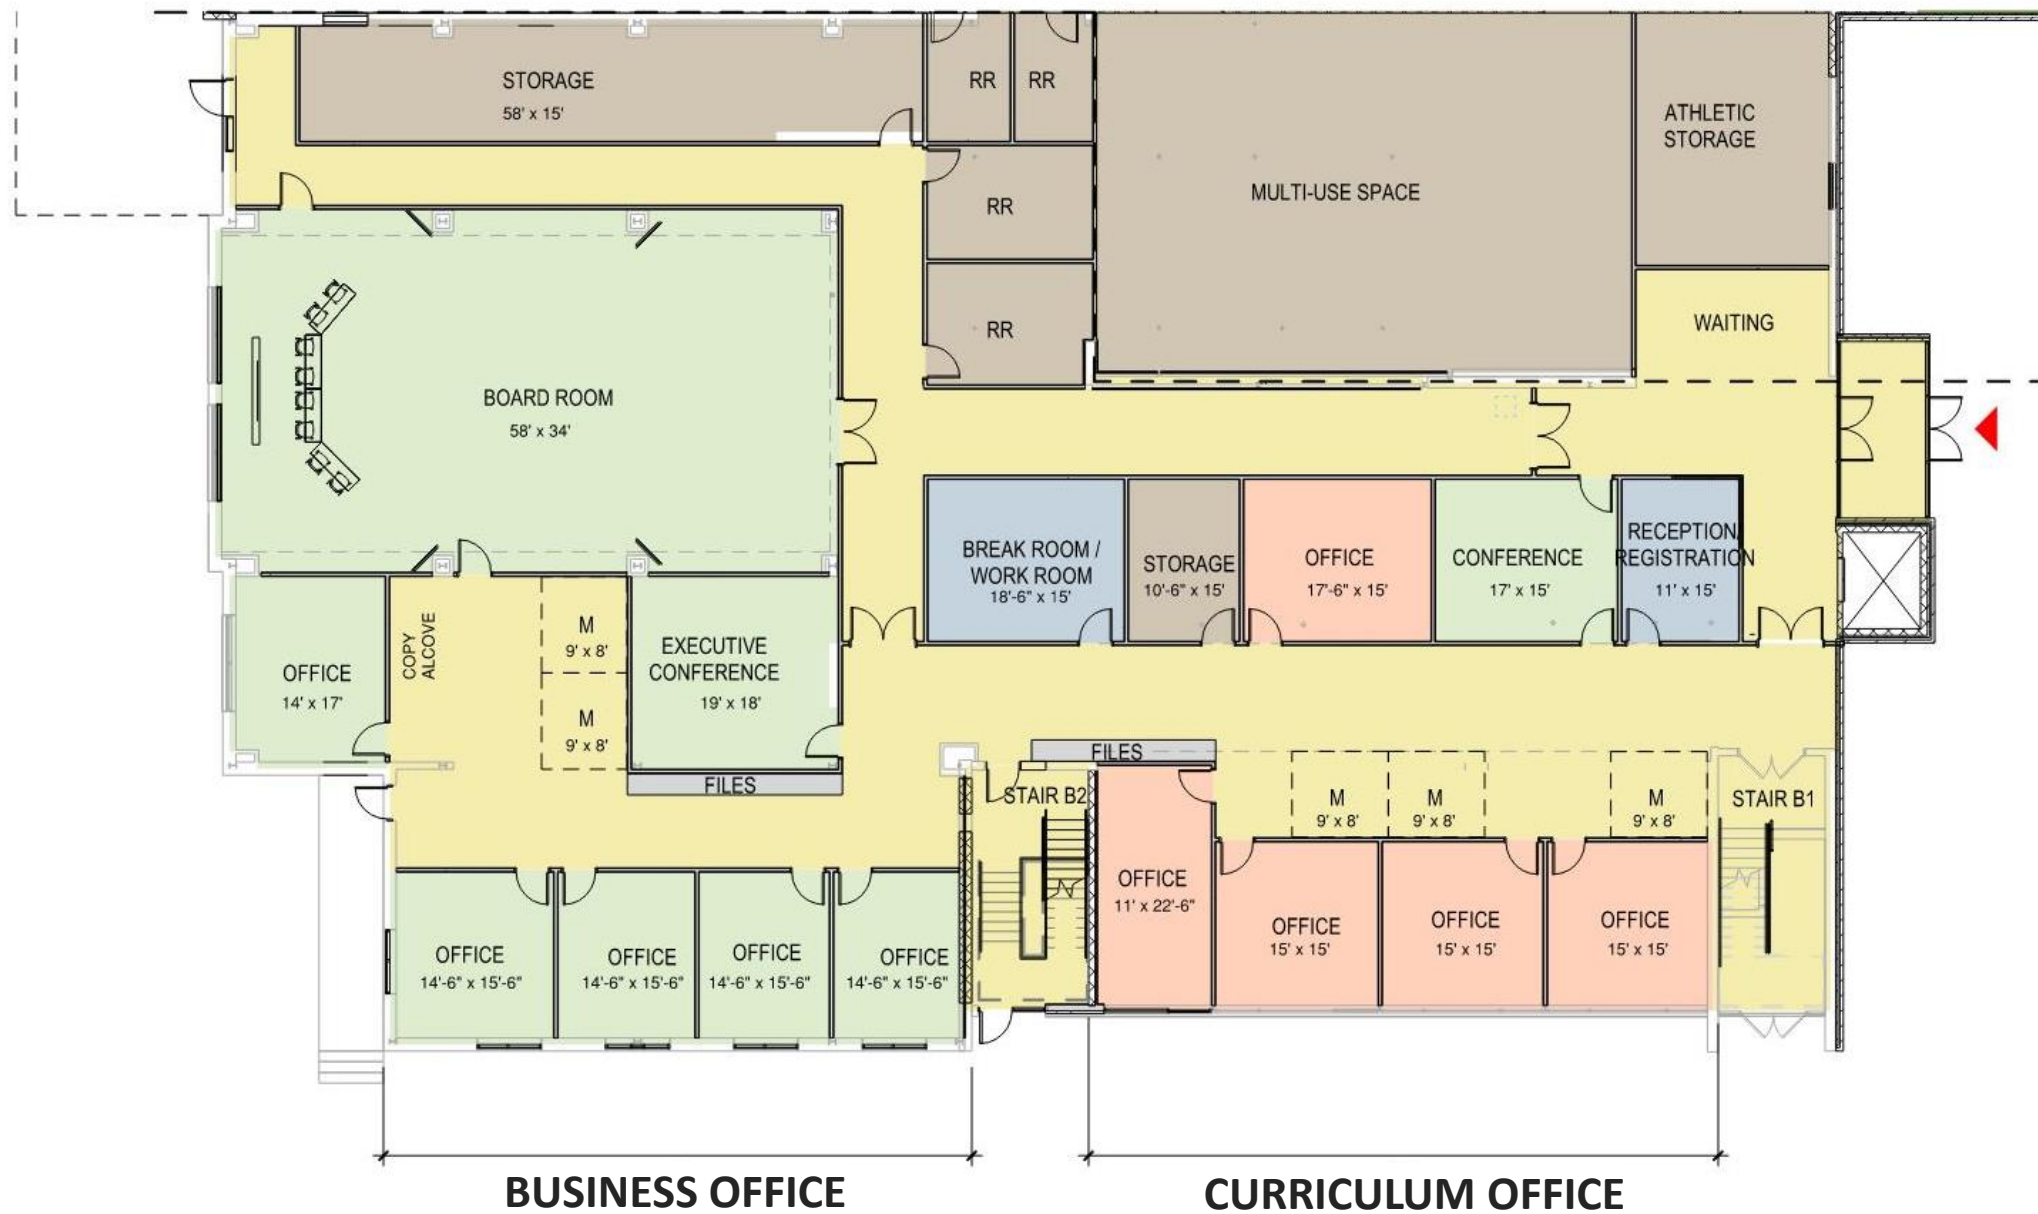 STORAGE
58' x 15'
RR
RR
ATHLETIC
STORAGE
MULTI-USE SPACE
RR
RR
WAITING
BOARD ROOM
58' x 34'
BREAK ROOM /
WORK ROOM
18'-6" x 15'
STORAGE
10'-6" x 15'
OFFICE
17'-6" x 15'
CONFERENCE
17' x 15'
RECEPTION/
REGISTRATION
11' x 15'
OFFICE
14' x 17'
COPY
ALCOVE
M
9' x 8'
M
9' x 8'
EXECUTIVE
CONFERENCE
19' x 18'
FILES
FILES
STAIR B2
M
9' x 8'
M
9' x 8'
M
9' x 8'
STAIR B1
OFFICE
14'-6" x 15'-6"
OFFICE
14'-6" x 15'-6"
OFFICE
14'-6" x 15'-6"
OFFICE
14'-6" x 15'-6"
OFFICE
11' x 22'-6"
OFFICE
15' x 15'
OFFICE
15' x 15'
OFFICE
15' x 15'
BUSINESS OFFICE
CURRICULUM OFFICE